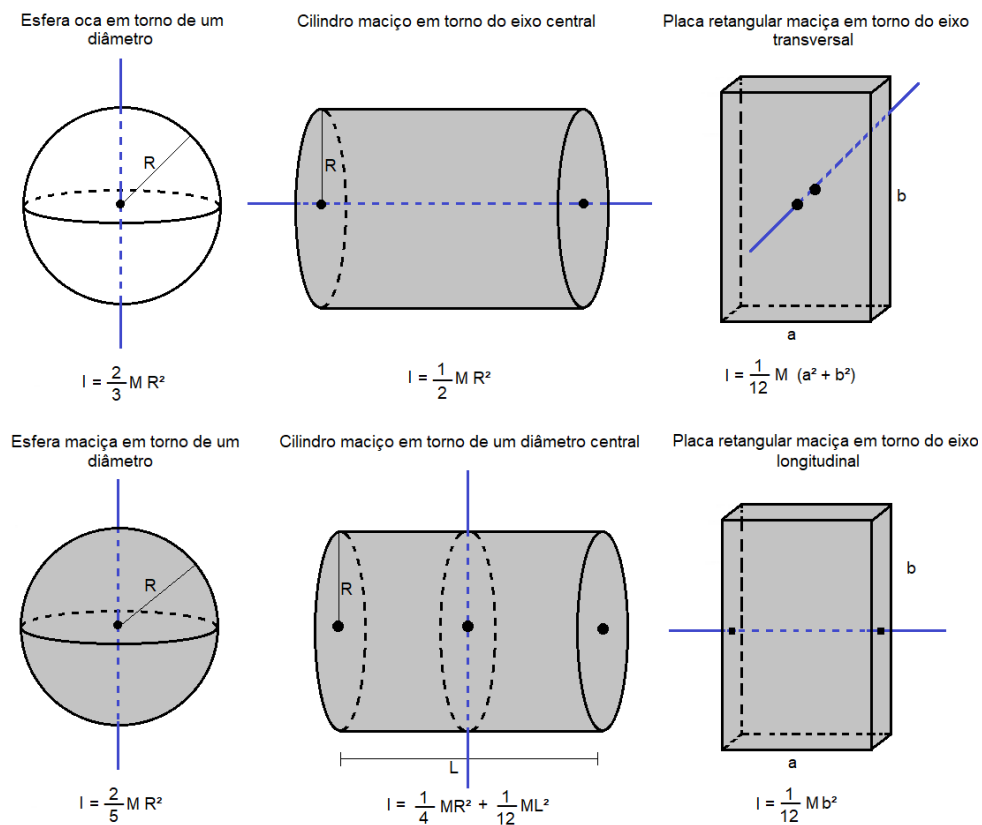 Esfera oca em torno de um
diâmetro
Cilindro maciço em torno do eixo central
Placa retangular maciça em torno do eixo
transversal
R
R
b
a
I = 2/3 M R²
I = 1/2 M R²
I = 1/12 M (a² + b²)
Esfera maciça em torno de um
diâmetro
Cilindro maciço em torno de um diâmetro central
Placa retangular maciça em torno do eixo
longitudinal
R
R
b
L
a
I = 2/5 M R²
I = 1/4 MR² + 1/12 ML²
I = 1/12 M b²